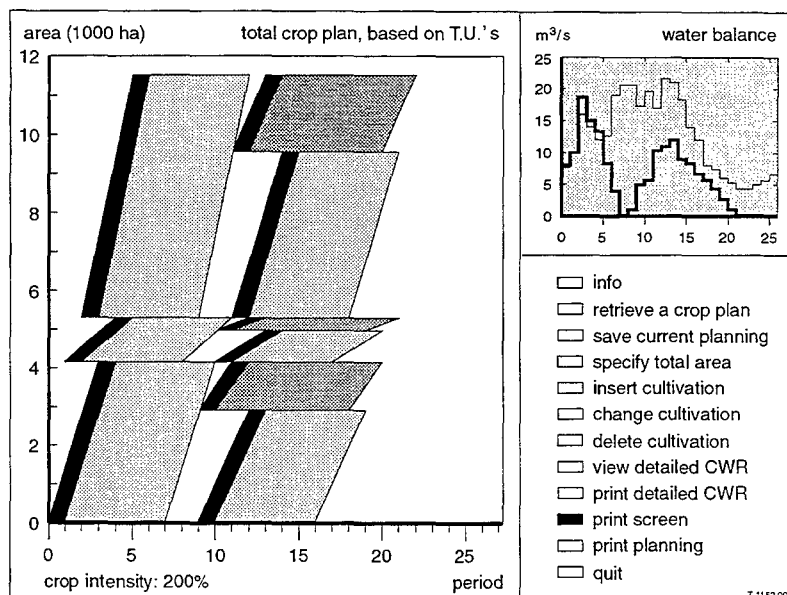 area (1000 ha)
total crop plan, based on T.U.'s
12
10
8
6
4
2
0
0 5 10 15 20 25
crop intensity: 200%
period
m³/s
water balance
25
20
15
10
5
0
0 5 10 15 20 25
info
retrieve a crop plan
save current planning
specify total area
insert cultivation
change cultivation
delete cultivation
view detailed CWR
print detailed CWR
print screen
print planning
quit